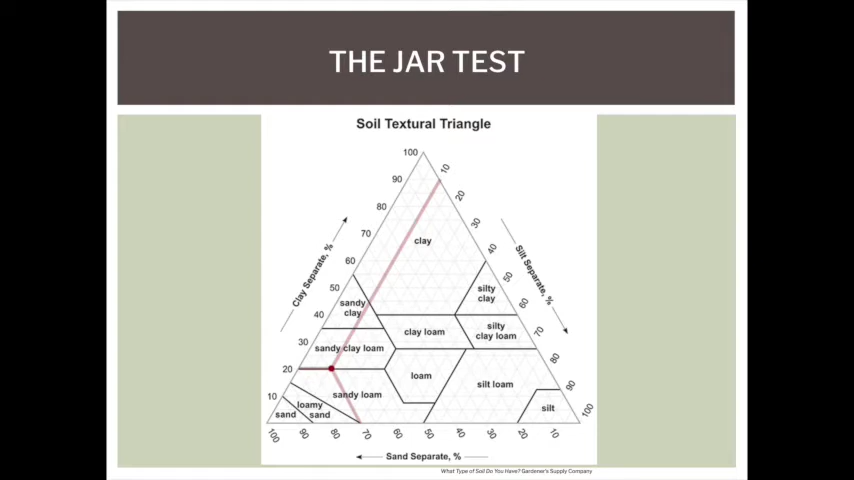 THE JAR TEST
Soil Textural Triangle
100
90
80
70
60
50
40
30
20
10
10
20
30
40
50
60
70
80
90
100
Clay Separate, %
Silt Separate, %
clay
silty
clay
sandy
clay
clay loam
silty
clay loam
sandy clay loam
loam
silt loam
sandy loam
silt
loamy
sand
sand
100
90
80
70
60
50
40
30
20
10
Sand Separate, %
What Type of Soil Do You Have? Gardener's Supply Company